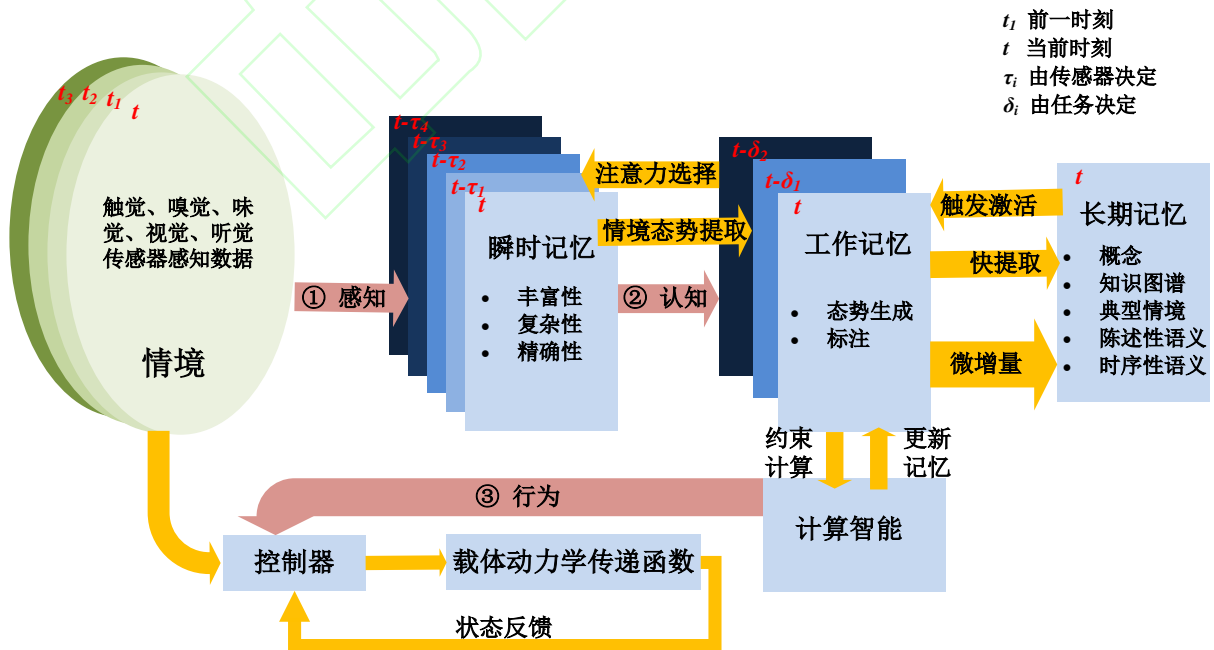 t₁ 前一时刻
t 当前时刻
τᵢ 由传感器决定
δᵢ 由任务决定
t₃ t₂ t₁ t
触觉、嗅觉、味
觉、视觉、听觉
传感器感知数据
情境
① 感知
t-τ₄
t-τ₃
t-τ₂
t-τ₁
t
瞬时记忆
• 丰富性
• 复杂性
• 精确性
注意力选择
情境态势提取
② 认知
t-δ₂
t-δ₁
t
工作记忆
• 态势生成
• 标注
触发激活
快提取
微增量
t
长期记忆
• 概念
• 知识图谱
• 典型情境
• 陈述性语义
• 时序性语义
约束
计算
更新
记忆
③ 行为
计算智能
控制器
载体动力学传递函数
状态反馈